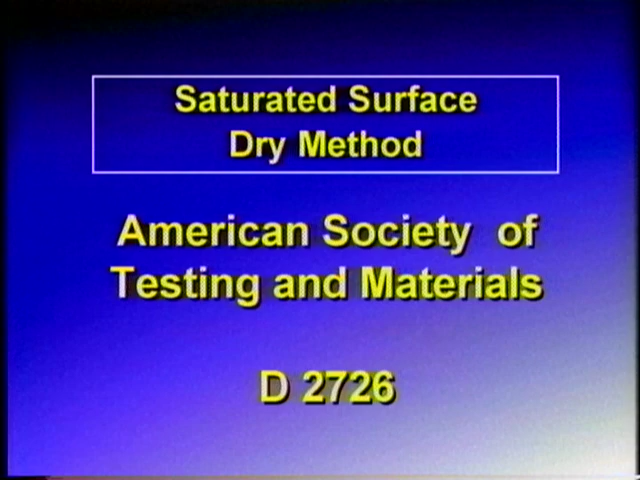 Saturated Surface
Dry Method
American Society of
Testing and Materials
D 2726